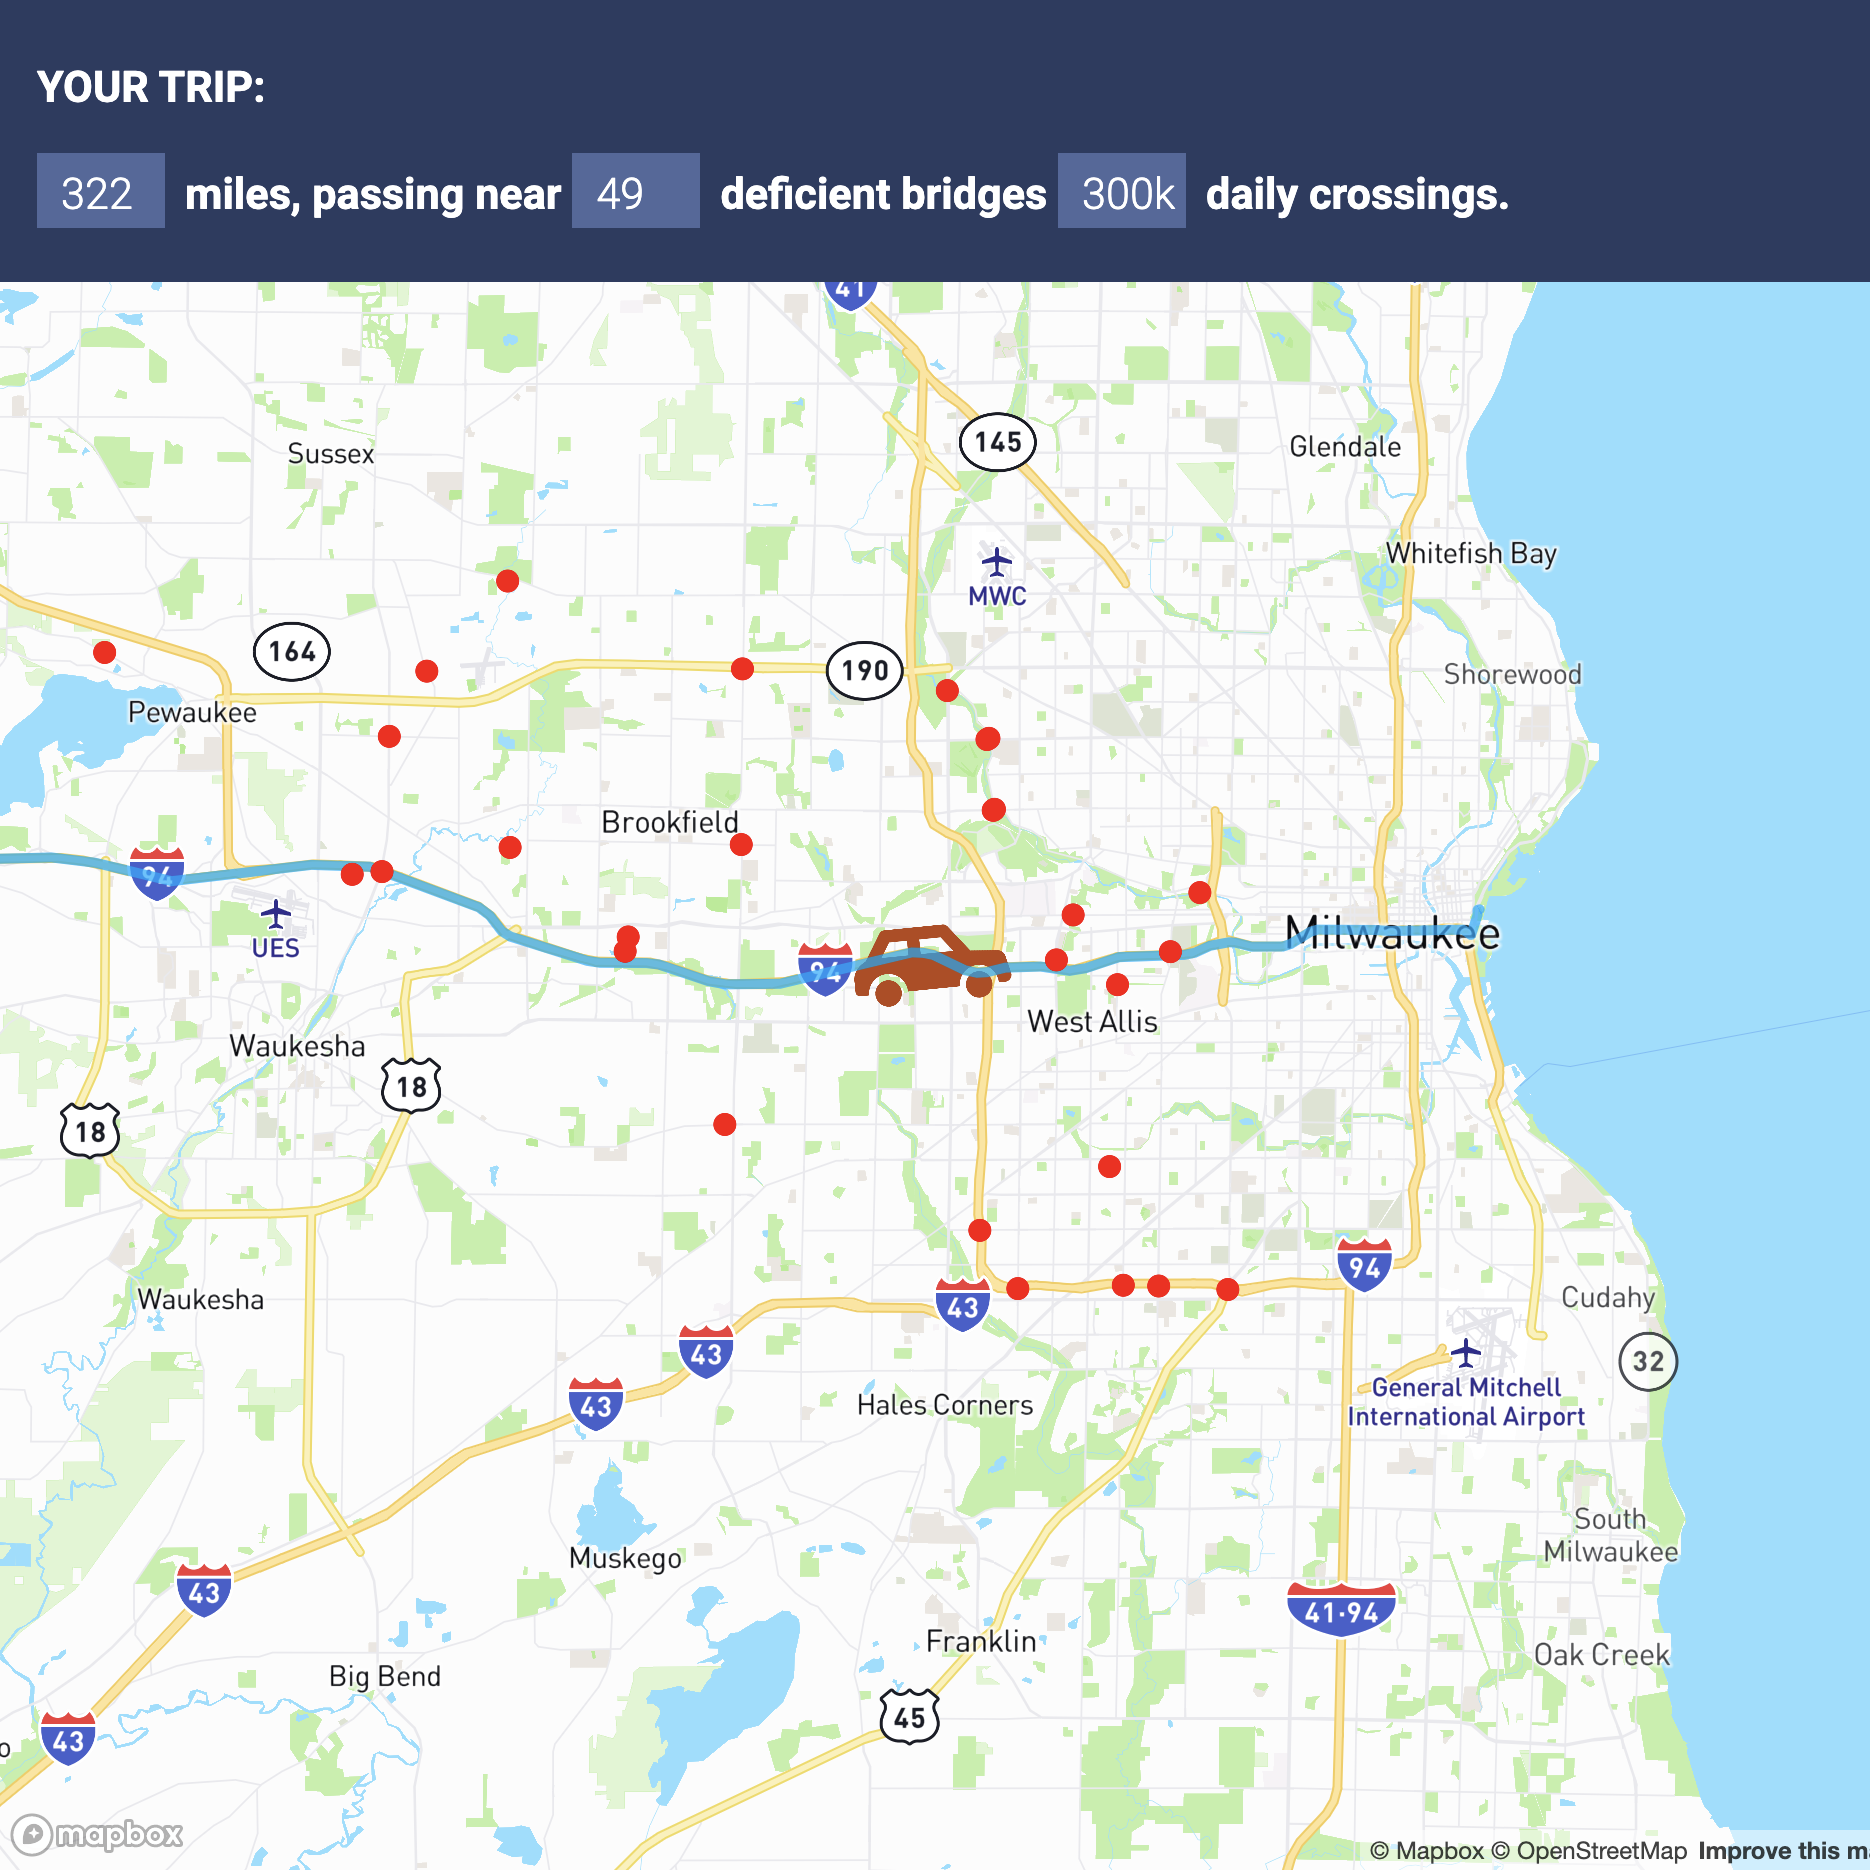 YOUR TRIP:
322 miles, passing near 49 deficient bridges 300k daily crossings.
41
145
Glendale
Sussex
Whitefish Bay
MWC
164
190
Shorewood
Pewaukee
Brookfield
94
Milwaukee
UES
94
West Allis
Waukesha
18
18
94
Waukesha
43
Cudahy
43
32
43
General Mitchell
International Airport
Hales Corners
South
Milwaukee
Muskego
43
41·94
Franklin
Oak Creek
Big Bend
45
43
o
mapbox
© Mapbox © OpenStreetMap Improve this m